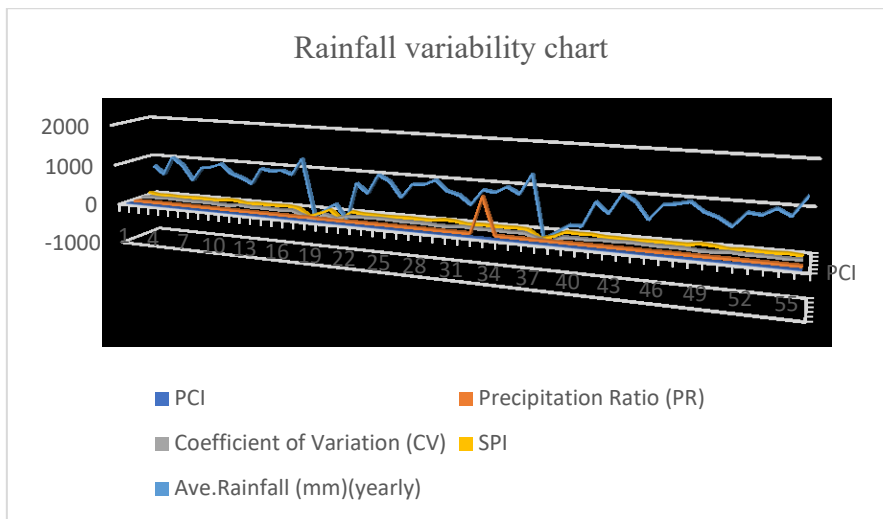 Rainfall variability chart
2000
1000
0
-1000
1 4 7 10 13 16 19 22 25 28 31 34 37 40 43 46 49 52 55
PCI
PCI Precipitation Ratio (PR)
Coefficient of Variation (CV) SPI
Ave.Rainfall (mm)(yearly)